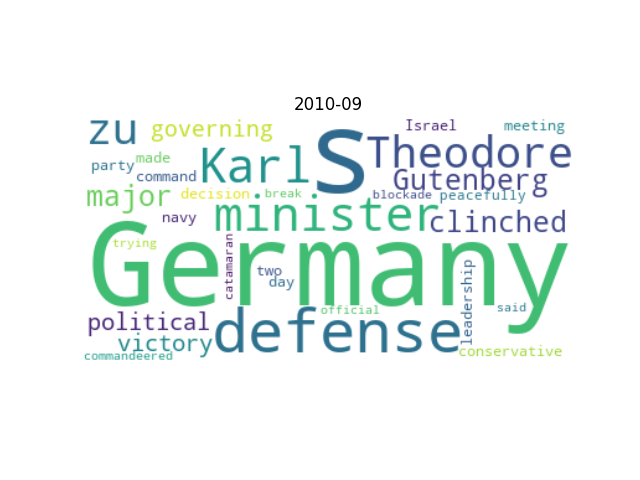 2010-09
zu governing Karl s Theodore Israel meeting
party made command Gutenberg
major decision break blockade peacefully
navy minister clinched
trying Germany catamaran two day
political victory defense official leadership said
commandeered conservative